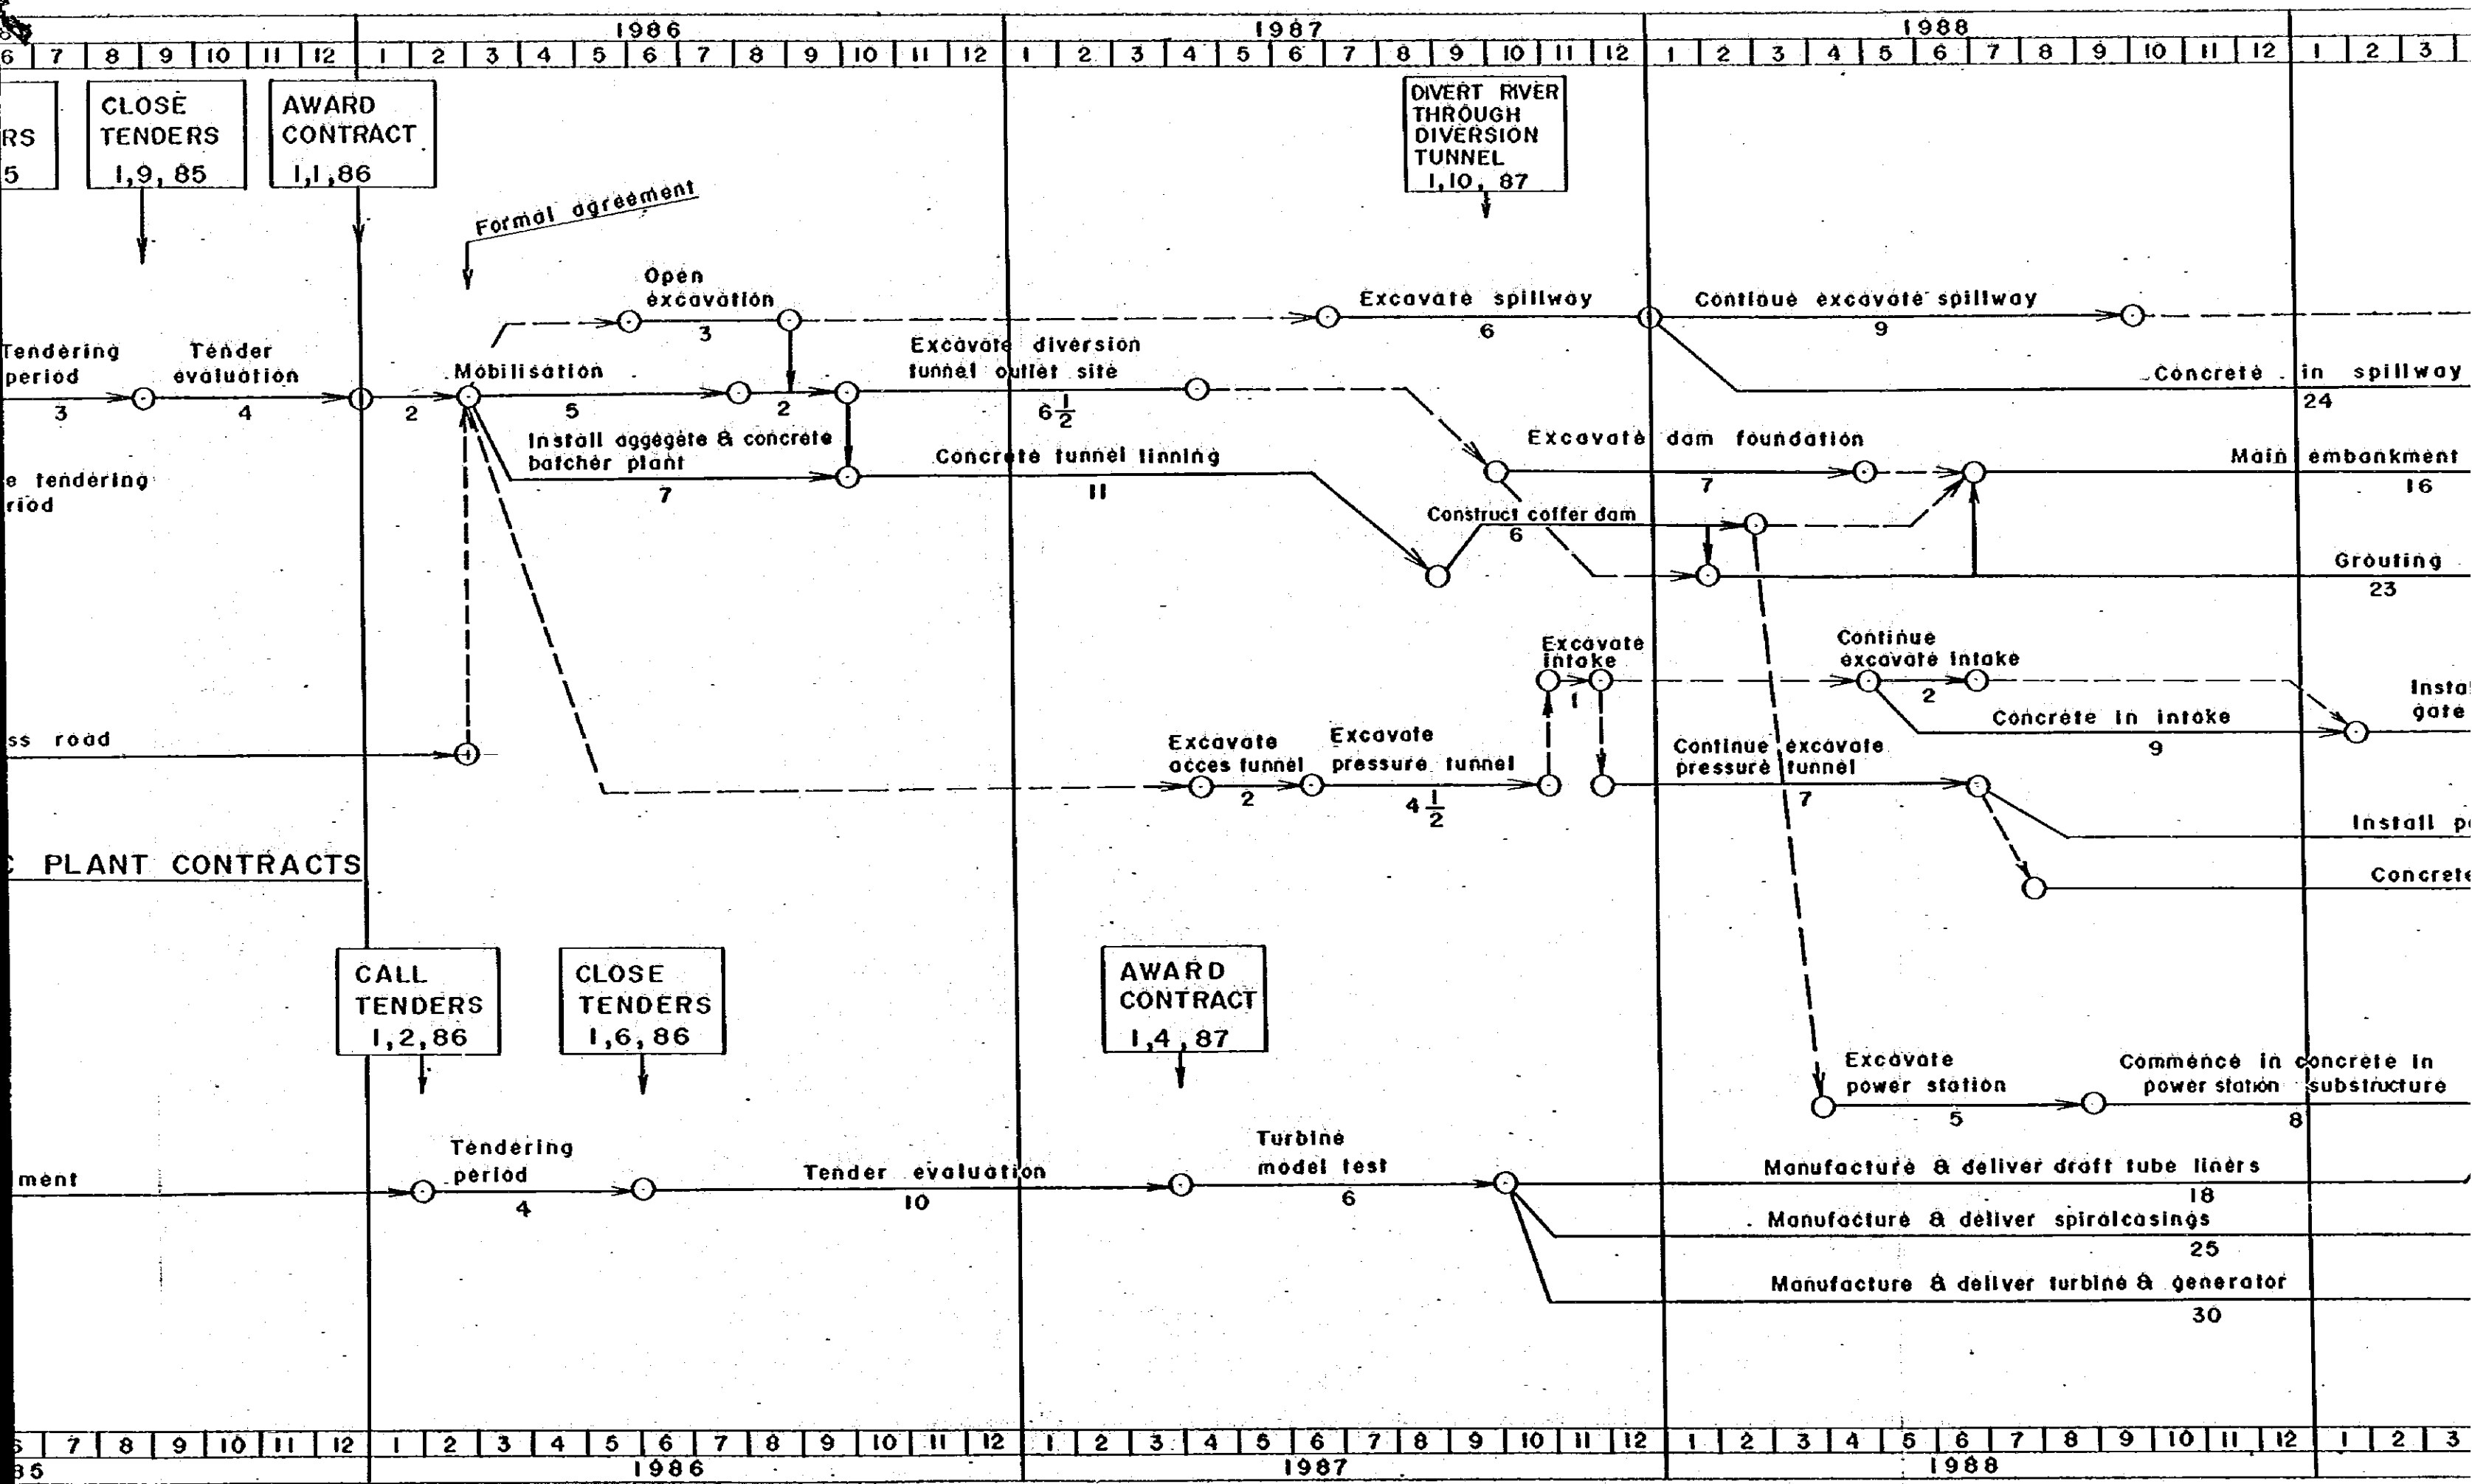 1986 1987 1988
6 7 8 9 10 11 12 1 2 3 4 5 6 7 8 9 10 11 12 1 2 3 4 5 6 7 8 9 10 11 12 1 2 3 4 5 6 7 8 9 10 11 12 1 2 3
RS
5
CLOSE
TENDERS
1,9,85
AWARD
CONTRACT
1,1,86
DIVERT RIVER
THROUGH
DIVERSION
TUNNEL
1,10, 87
Formal agreement
Open
excavation
3
Excavate spillway
6
Continue excavate spillway
9
Tendering
period
3
Tender
evaluation
4
2
Mobilisation
5
2
Excavate diversion
tunnel outlet site
6 1/2
Concrete in spillway
24
Install aggegete & concrete
batcher plant
7
Concrete tunnel linning
11
Excavate dam foundation
7
Main embankment
16
e tendering
riod
Construct coffer dam
6
Grouting
23
Excavate
intake
1
Continue
excavate intake
2
Insta
gate
Concrete in intake
9
ss road
Excavate
acces tunnel
2
Excavate
pressure tunnel
4 1/2
Continue excavate
pressure tunnel
7
Install p
Concrete
C PLANT CONTRACTS
CALL
TENDERS
1,2,86
CLOSE
TENDERS
1,6,86
AWARD
CONTRACT
1,4,87
Excavate
power station
5
Commence in concrete in
power station substructure
8
ment
Tendering
period
4
Tender evaluation
10
Turbine
model test
6
Manufacture & deliver draft tube liners
18
Manufacture & deliver spiralcasings
25
Manufacture & deliver turbine & generator
30
6 7 8 9 10 11 12 1 2 3 4 5 6 7 8 9 10 11 12 1 2 3 4 5 6 7 8 9 10 11 12 1 2 3 4 5 6 7 8 9 10 11 12 1 2 3
85 1986 1987 1988